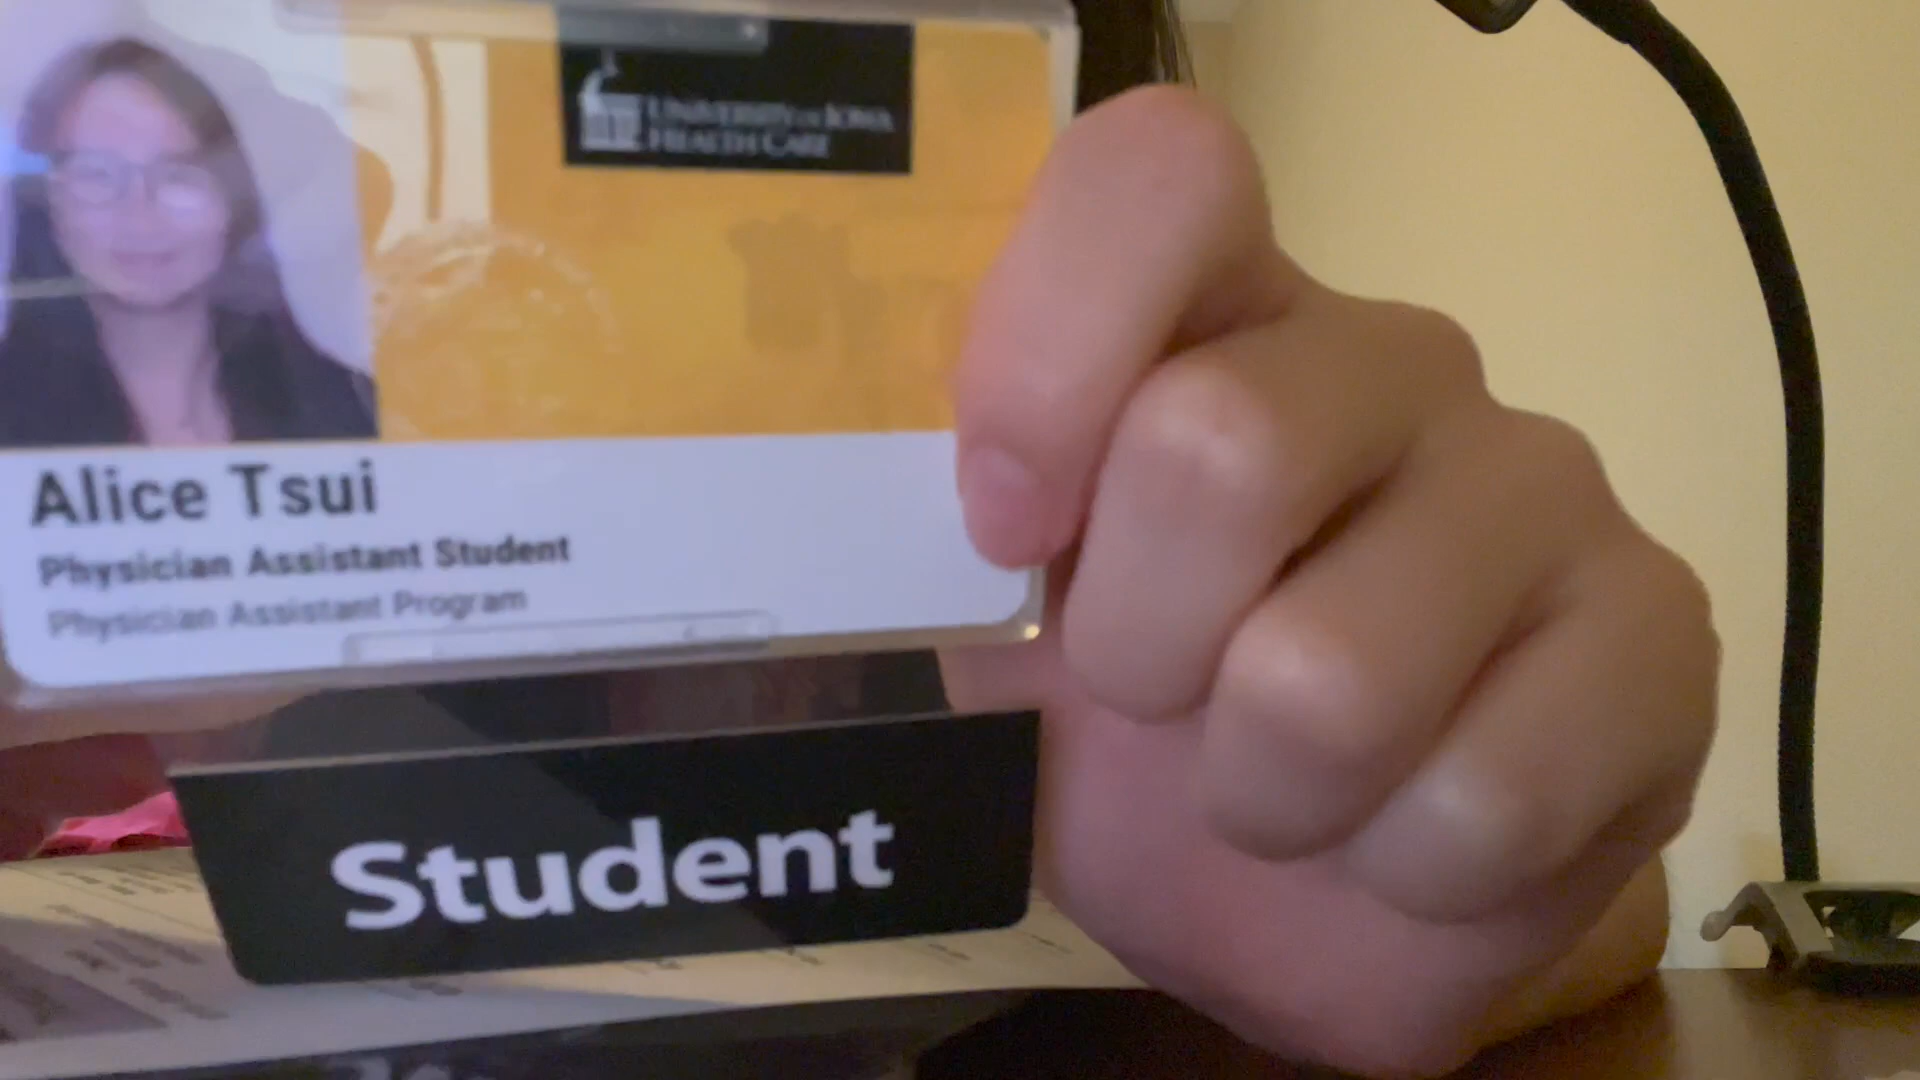 UNIVERSITY OF IOWA
HEALTH CARE
Alice Tsui
Physician Assistant Student
Physician Assistant Program
Student